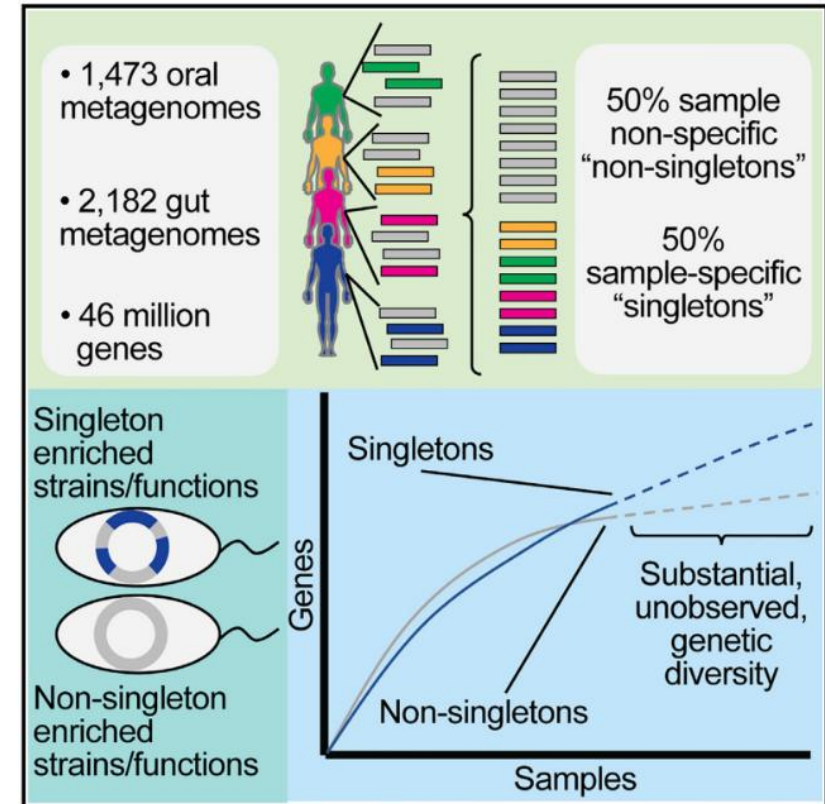 • 1,473 oral
metagenomes
• 2,182 gut
metagenomes
• 46 million
genes
50% sample
non-specific
“non-singletons”
50%
sample-specific
“singletons”
Singleton
enriched
strains/functions
Non-singleton
enriched
strains/functions
Genes
Singletons
Non-singletons
Substantial,
unobserved,
genetic
diversity
Samples